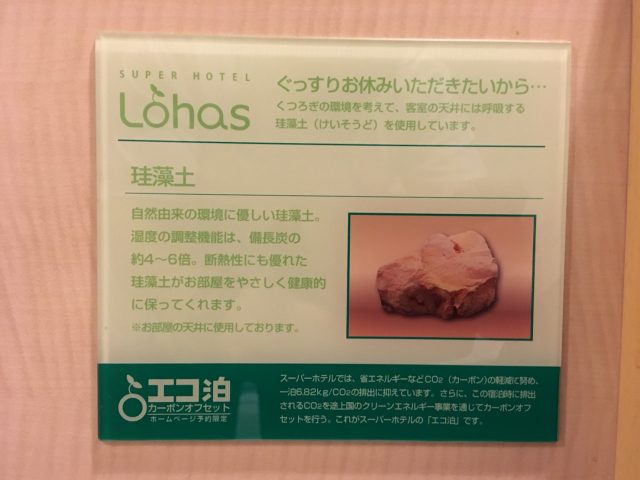 SUPER HOTEL
Lohas
ぐっすりお休みいただきたいから…
くつろぎの環境を考えて、客室の天井には呼吸する
珪藻土（けいそうど）を使用しています。
珪藻土
自然由来の環境に優しい珪藻土。
湿度の調整機能は、備長炭の
約4～6倍。断熱性にも優れた
珪藻土がお部屋をやさしく健康的
に保ってくれます。
※お部屋の天井に使用しております。
エコ泊
カーボンオフセット
ホームページ予約限定
スーパーホテルでは、省エネルギーなどCO2（カーボン）の軽減に努め、
一泊6.82kg/CO2の排出に抑えています。さらに、この宿泊時に排出
されるCO2を途上国のクリーンエネルギー事業を通じてカーボンオフ
セットを行う。これがスーパーホテルの「エコ泊」です。